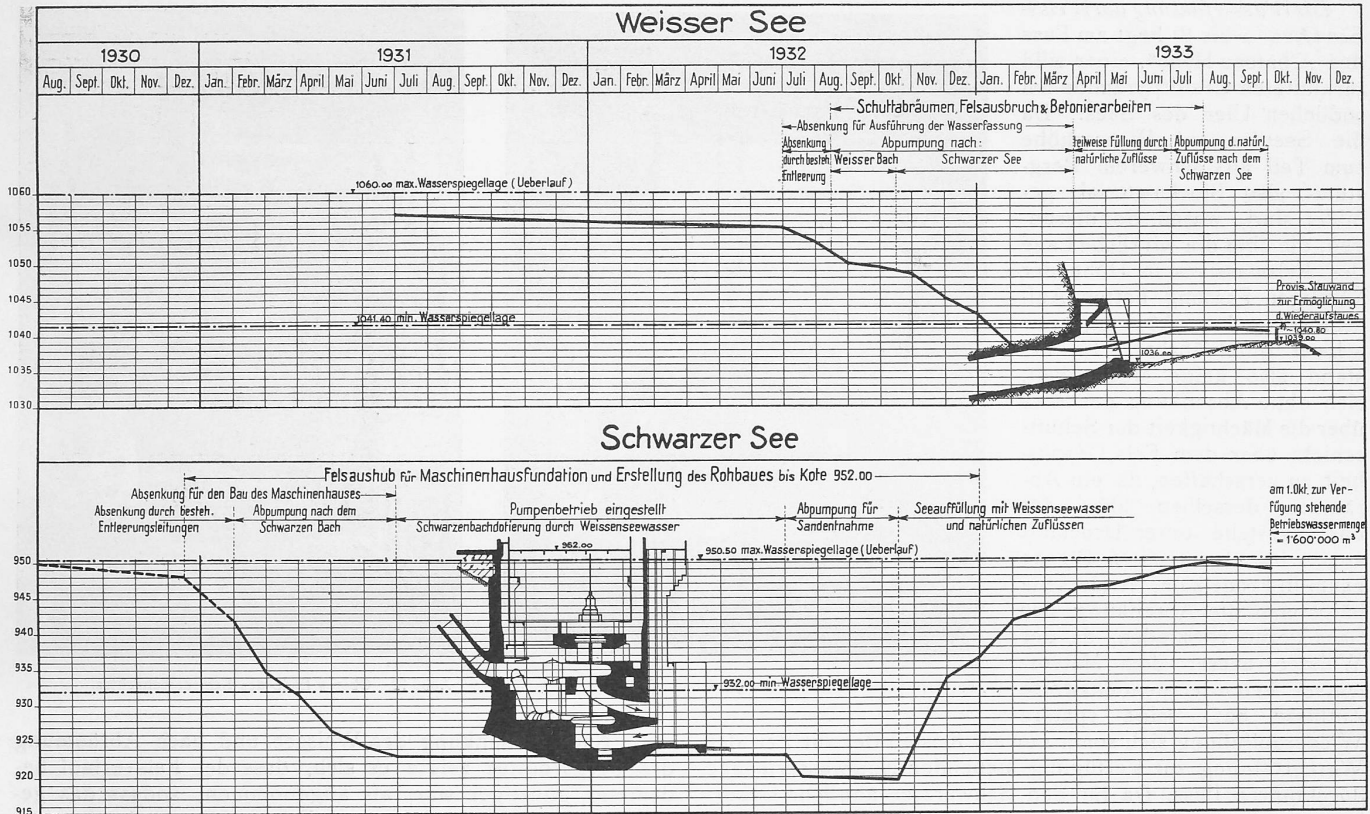 Weisser See
1930 1931 1932 1933
Aug. Sept. Okt. Nov. Dez. Jan. Febr. März April Mai Juni Juli Aug. Sept. Okt. Nov. Dez. Jan. Febr. März April Mai Juni Juli Aug. Sept. Okt. Nov. Dez. Jan. Febr. März April Mai Juni Juli Aug. Sept. Okt. Nov. Dez.
Schuttabräumen, Felsausbruch & Betonierarbeiten
Absenkung für Ausführung der Wasserfassung
Absenkung
durch besteh.
Entleerung
Abpumpung nach:
Weisser Bach Schwarzer See
teilweise Füllung durch
natürliche Zuflüsse
Abpumpung d. natürl.
Zuflüsse nach dem
Schwarzen See
1060.00 max. Wasserspiegellage (Ueberlauf)
1060
1055
1050
1045
1040
1035
1030
Provis. Stauwand
zur Ermöglichung
d. Wiederaufstaues
1041.40 min. Wasserspiegellage
~1040.80
1039.00
1036.00
Schwarzer See
Felsaushub für Maschinenhausfundation und Erstellung des Rohbaues bis Kote 952.00
Absenkung für den Bau des Maschinenhauses
Absenkung durch besteh.
Entleerungsleitungen
Abpumpung nach dem
Schwarzen Bach
Pumpenbetrieb eingestellt
Schwarzenbachdotierung durch Weissenseewasser
Abpumpung für
Sandentnahme
Seeauffüllung mit Weissenseewasser
und natürlichen Zuflüssen
am 1. Okt. zur Ver-
fügung stehende
Betriebswassermenge
= 1'600'000 m³
962.00
950.50 max. Wasserspiegellage (Ueberlauf)
932.00 min. Wasserspiegellage
950
945
940
935
930
925
920
915